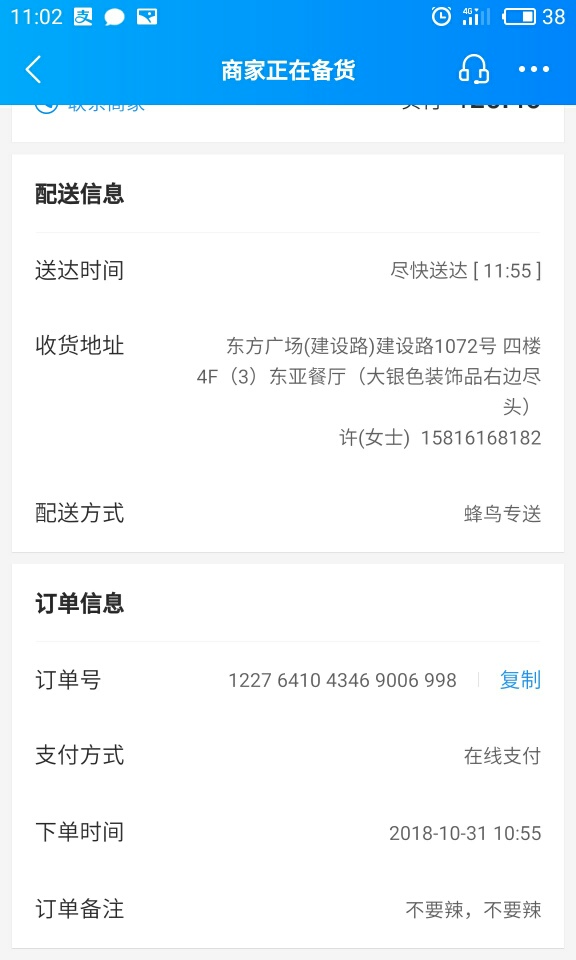 11:02
4G
38
商家正在备货
联系商家
配送信息
送达时间
尽快送达 [ 11:55 ]
收货地址
东方广场(建设路)建设路1072号 四楼
4F（3）东亚餐厅（大银色装饰品右边尽
头）
许(女士) 15816168182
配送方式
蜂鸟专送
订单信息
订单号
1227 6410 4346 9006 998
复制
支付方式
在线支付
下单时间
2018-10-31 10:55
订单备注
不要辣，不要辣